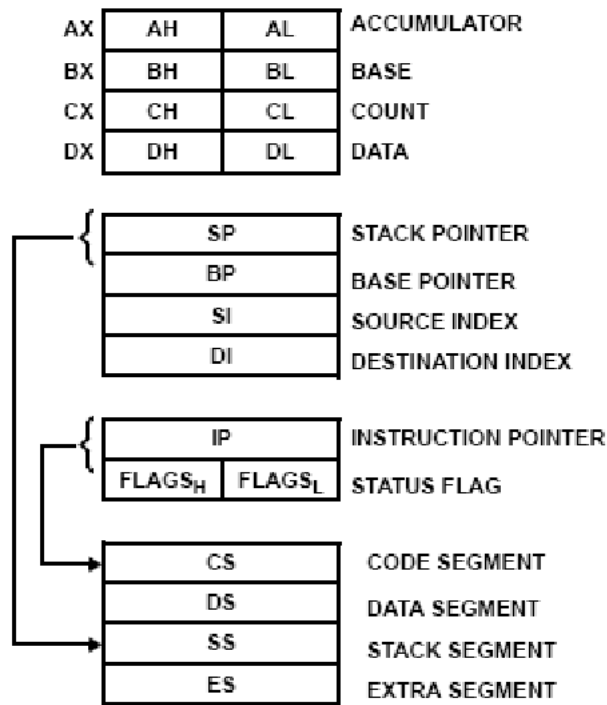 AX AH AL ACCUMULATOR
BX BH BL BASE
CX CH CL COUNT
DX DH DL DATA
SP STACK POINTER
BP BASE POINTER
SI SOURCE INDEX
DI DESTINATION INDEX
IP INSTRUCTION POINTER
FLAGSH FLAGSL STATUS FLAG
CS CODE SEGMENT
DS DATA SEGMENT
SS STACK SEGMENT
ES EXTRA SEGMENT